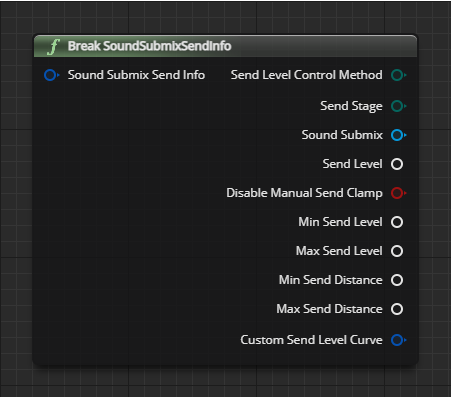 f Break SoundSubmixSendInfo
Sound Submix Send Info Send Level Control Method
Send Stage
Sound Submix
Send Level
Disable Manual Send Clamp
Min Send Level
Max Send Level
Min Send Distance
Max Send Distance
Custom Send Level Curve